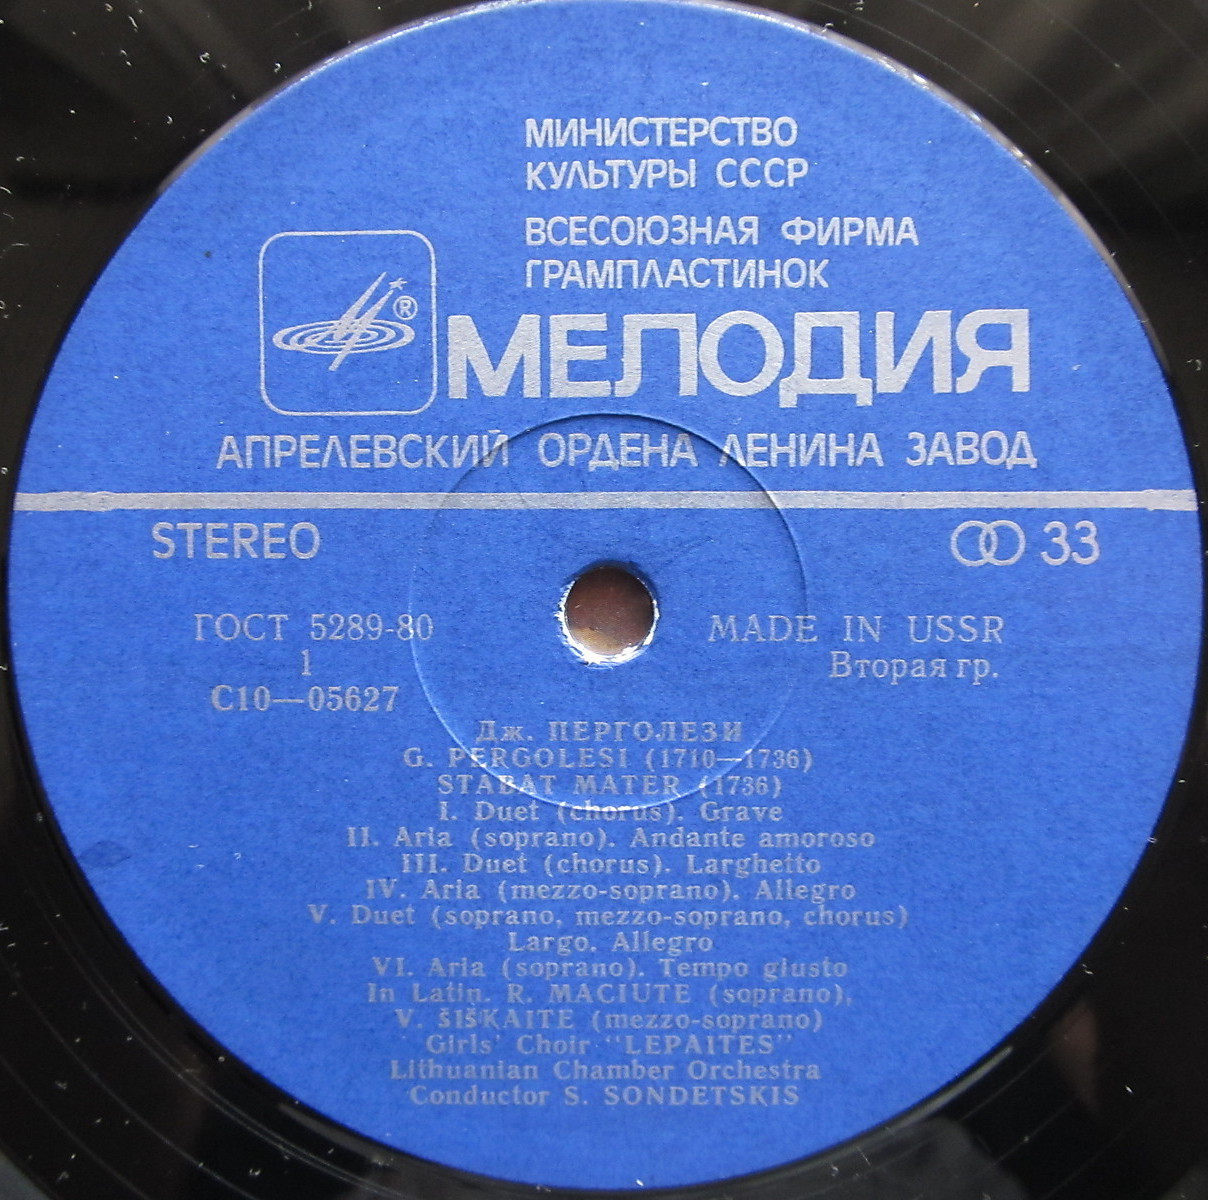 МИНИСТЕРСТВО
КУЛЬТУРЫ СССР
ВСЕСОЮЗНАЯ ФИРМА
ГРАМПЛАСТИНОК
®
МЕЛОДИЯ
АПРЕЛЕВСКИЙ ОРДЕНА ЛЕНИНА ЗАВОД
STEREO
33
ГОСТ 5289-80
MADE IN USSR
1
Вторая гр.
С10—05627
Дж. ПЕРГОЛЕЗИ
G. PERGOLESI (1710—1736)
STABAT MATER (1736)
I. Duet (chorus). Grave
II. Aria (soprano). Andante amoroso
III. Duet (chorus). Larghetto
IV. Aria (mezzo-soprano). Allegro
V. Duet (soprano, mezzo-soprano, chorus)
Largo. Allegro
VI. Aria (soprano). Tempo giusto
In Latin. R. MACIUTE (soprano),
V. ŠIŠKAITE (mezzo-soprano)
Girls' Choir "LEPAITES"
Lithuanian Chamber Orchestra
Conductor S. SONDETSKIS